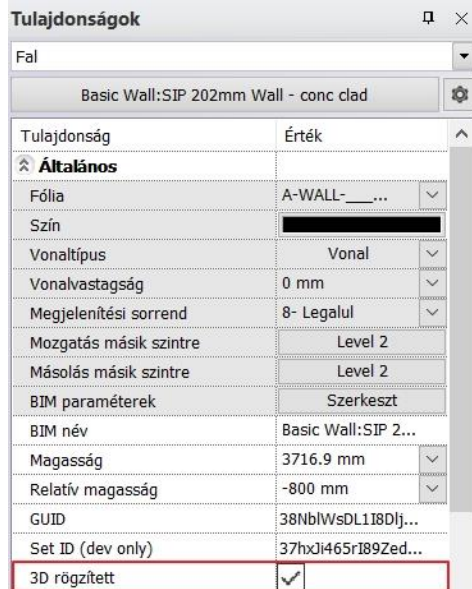 Tulajdonságok
Fal
Basic Wall:SIP 202mm Wall - conc clad
Tulajdonság Érték
Általános
Fólia A-WALL-___...
Szín
Vonaltípus Vonal
Vonalvastagság 0 mm
Megjelenítési sorrend 8- Legalul
Mozgatás másik szintre Level 2
Másolás másik szintre Level 2
BIM paraméterek Szerkeszt
BIM név Basic Wall:SIP 2...
Magasság 3716.9 mm
Relatív magasság -800 mm
GUID 38NblWsDL1I8Dlj...
Set ID (dev only) 37hxJi465rI89Zed...
3D rögzített